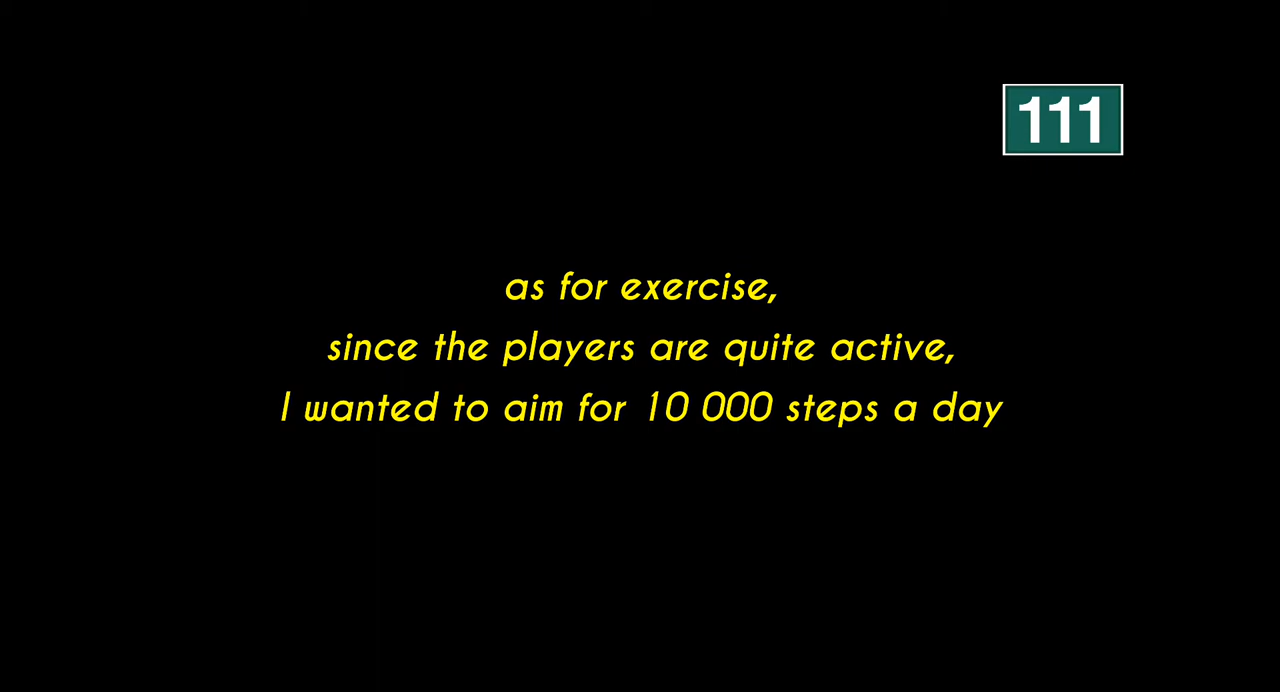 111
as for exercise,
since the players are quite active,
I wanted to aim for 10 000 steps a day